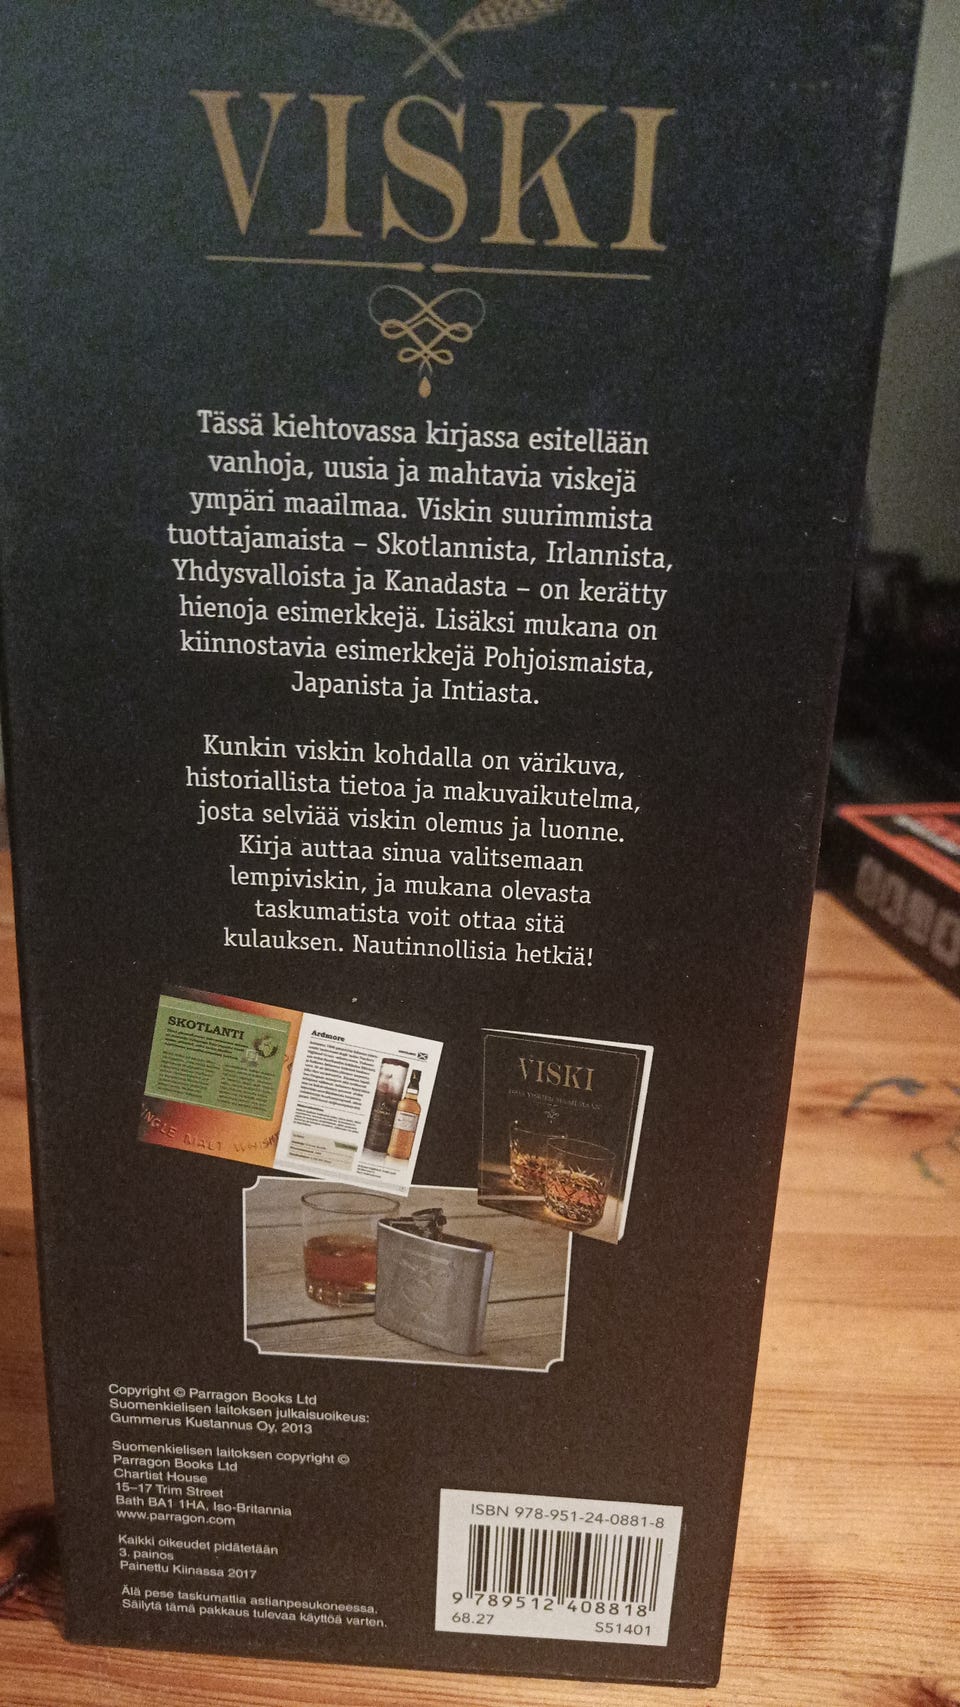 VISKI
Tässä kiehtovassa kirjassa esitellään
vanhoja, uusia ja mahtavia viskejä
ympäri maailmaa. Viskin suurimmista
tuottajamaista – Skotlannista, Irlannista,
Yhdysvalloista ja Kanadasta – on kerätty
hienoja esimerkkejä. Lisäksi mukana on
kiinnostavia esimerkkejä Pohjoismaista,
Japanista ja Intiasta.
Kunkin viskin kohdalla on värikuva,
historiallista tietoa ja makuvaikutelma,
josta selviää viskin olemus ja luonne.
Kirja auttaa sinua valitsemaan
lempiviskin, ja mukana olevasta
taskumatista voit ottaa sitä
kulauksen. Nautinnollisia hetkiä!
SKOTLANTI
Ardmore
MALT WHISKY
VISKI
Copyright © Parragon Books Ltd
Suomenkielisen laitoksen julkaisuoikeus:
Gummerus Kustannus Oy, 2013
Suomenkielisen laitoksen copyright ©
Parragon Books Ltd
Chartist House
15–17 Trim Street
Bath BA1 1HA, Iso-Britannia
www.parragon.com
Kaikki oikeudet pidätetään
3. painos
Painettu Kiinassa 2017
Älä pese taskumattia astianpesukoneessa.
Säilytä tämä pakkaus tulevaa käyttöä varten.
ISBN 978-951-24-0881-8
9 789512 408818
68.27
S51401